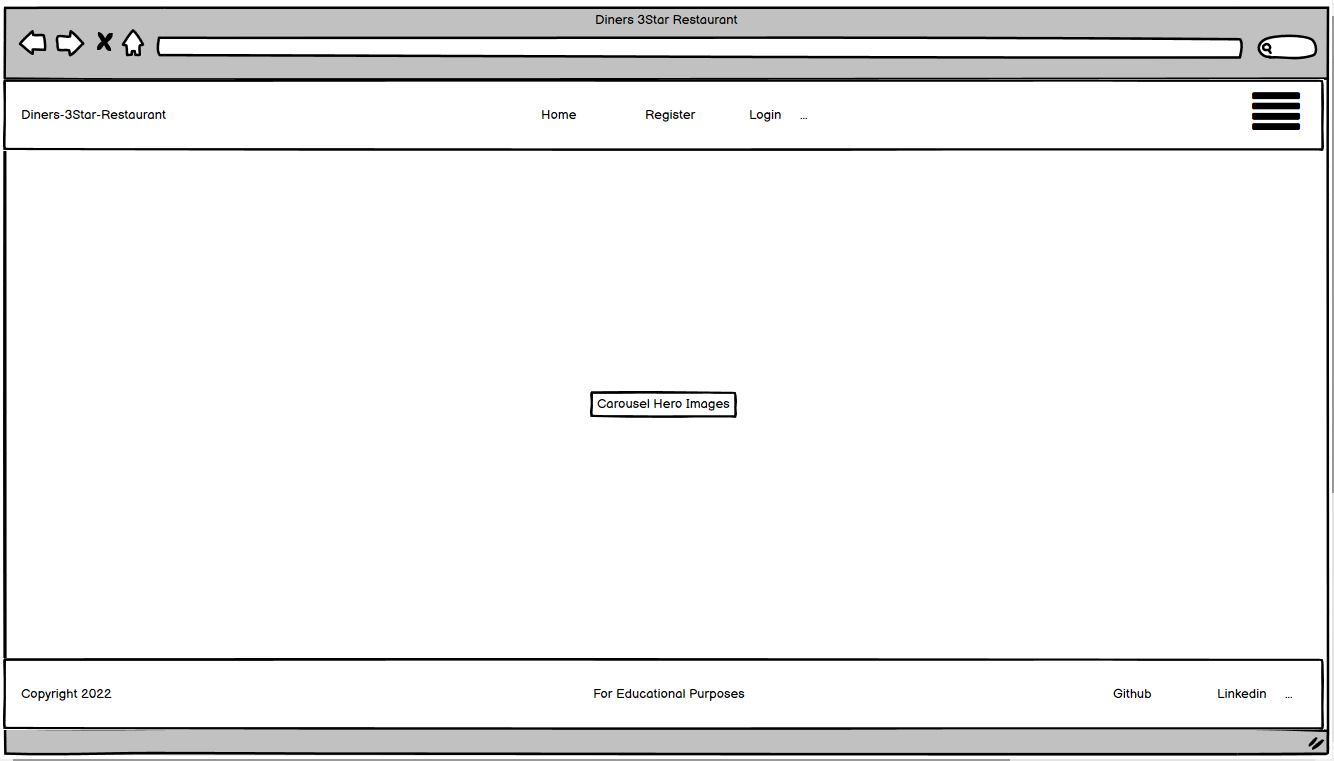 Diners 3Star Restaurant
Diners-3Star-Restaurant Home Register Login ...
Carousel Hero Images
Copyright 2022 For Educational Purposes Github Linkedin ...